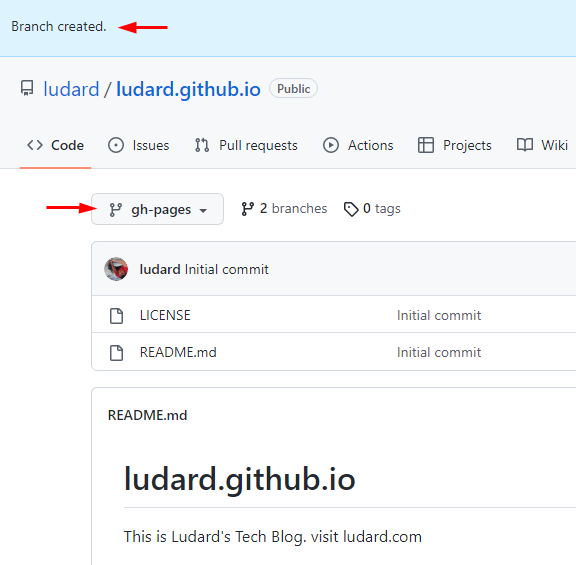 Branch created.
ludard / ludard.github.io Public
Code Issues Pull requests Actions Projects Wiki
gh-pages 2 branches 0 tags
ludard Initial commit
LICENSE Initial commit
README.md Initial commit
README.md
ludard.github.io
This is Ludard's Tech Blog. visit ludard.com